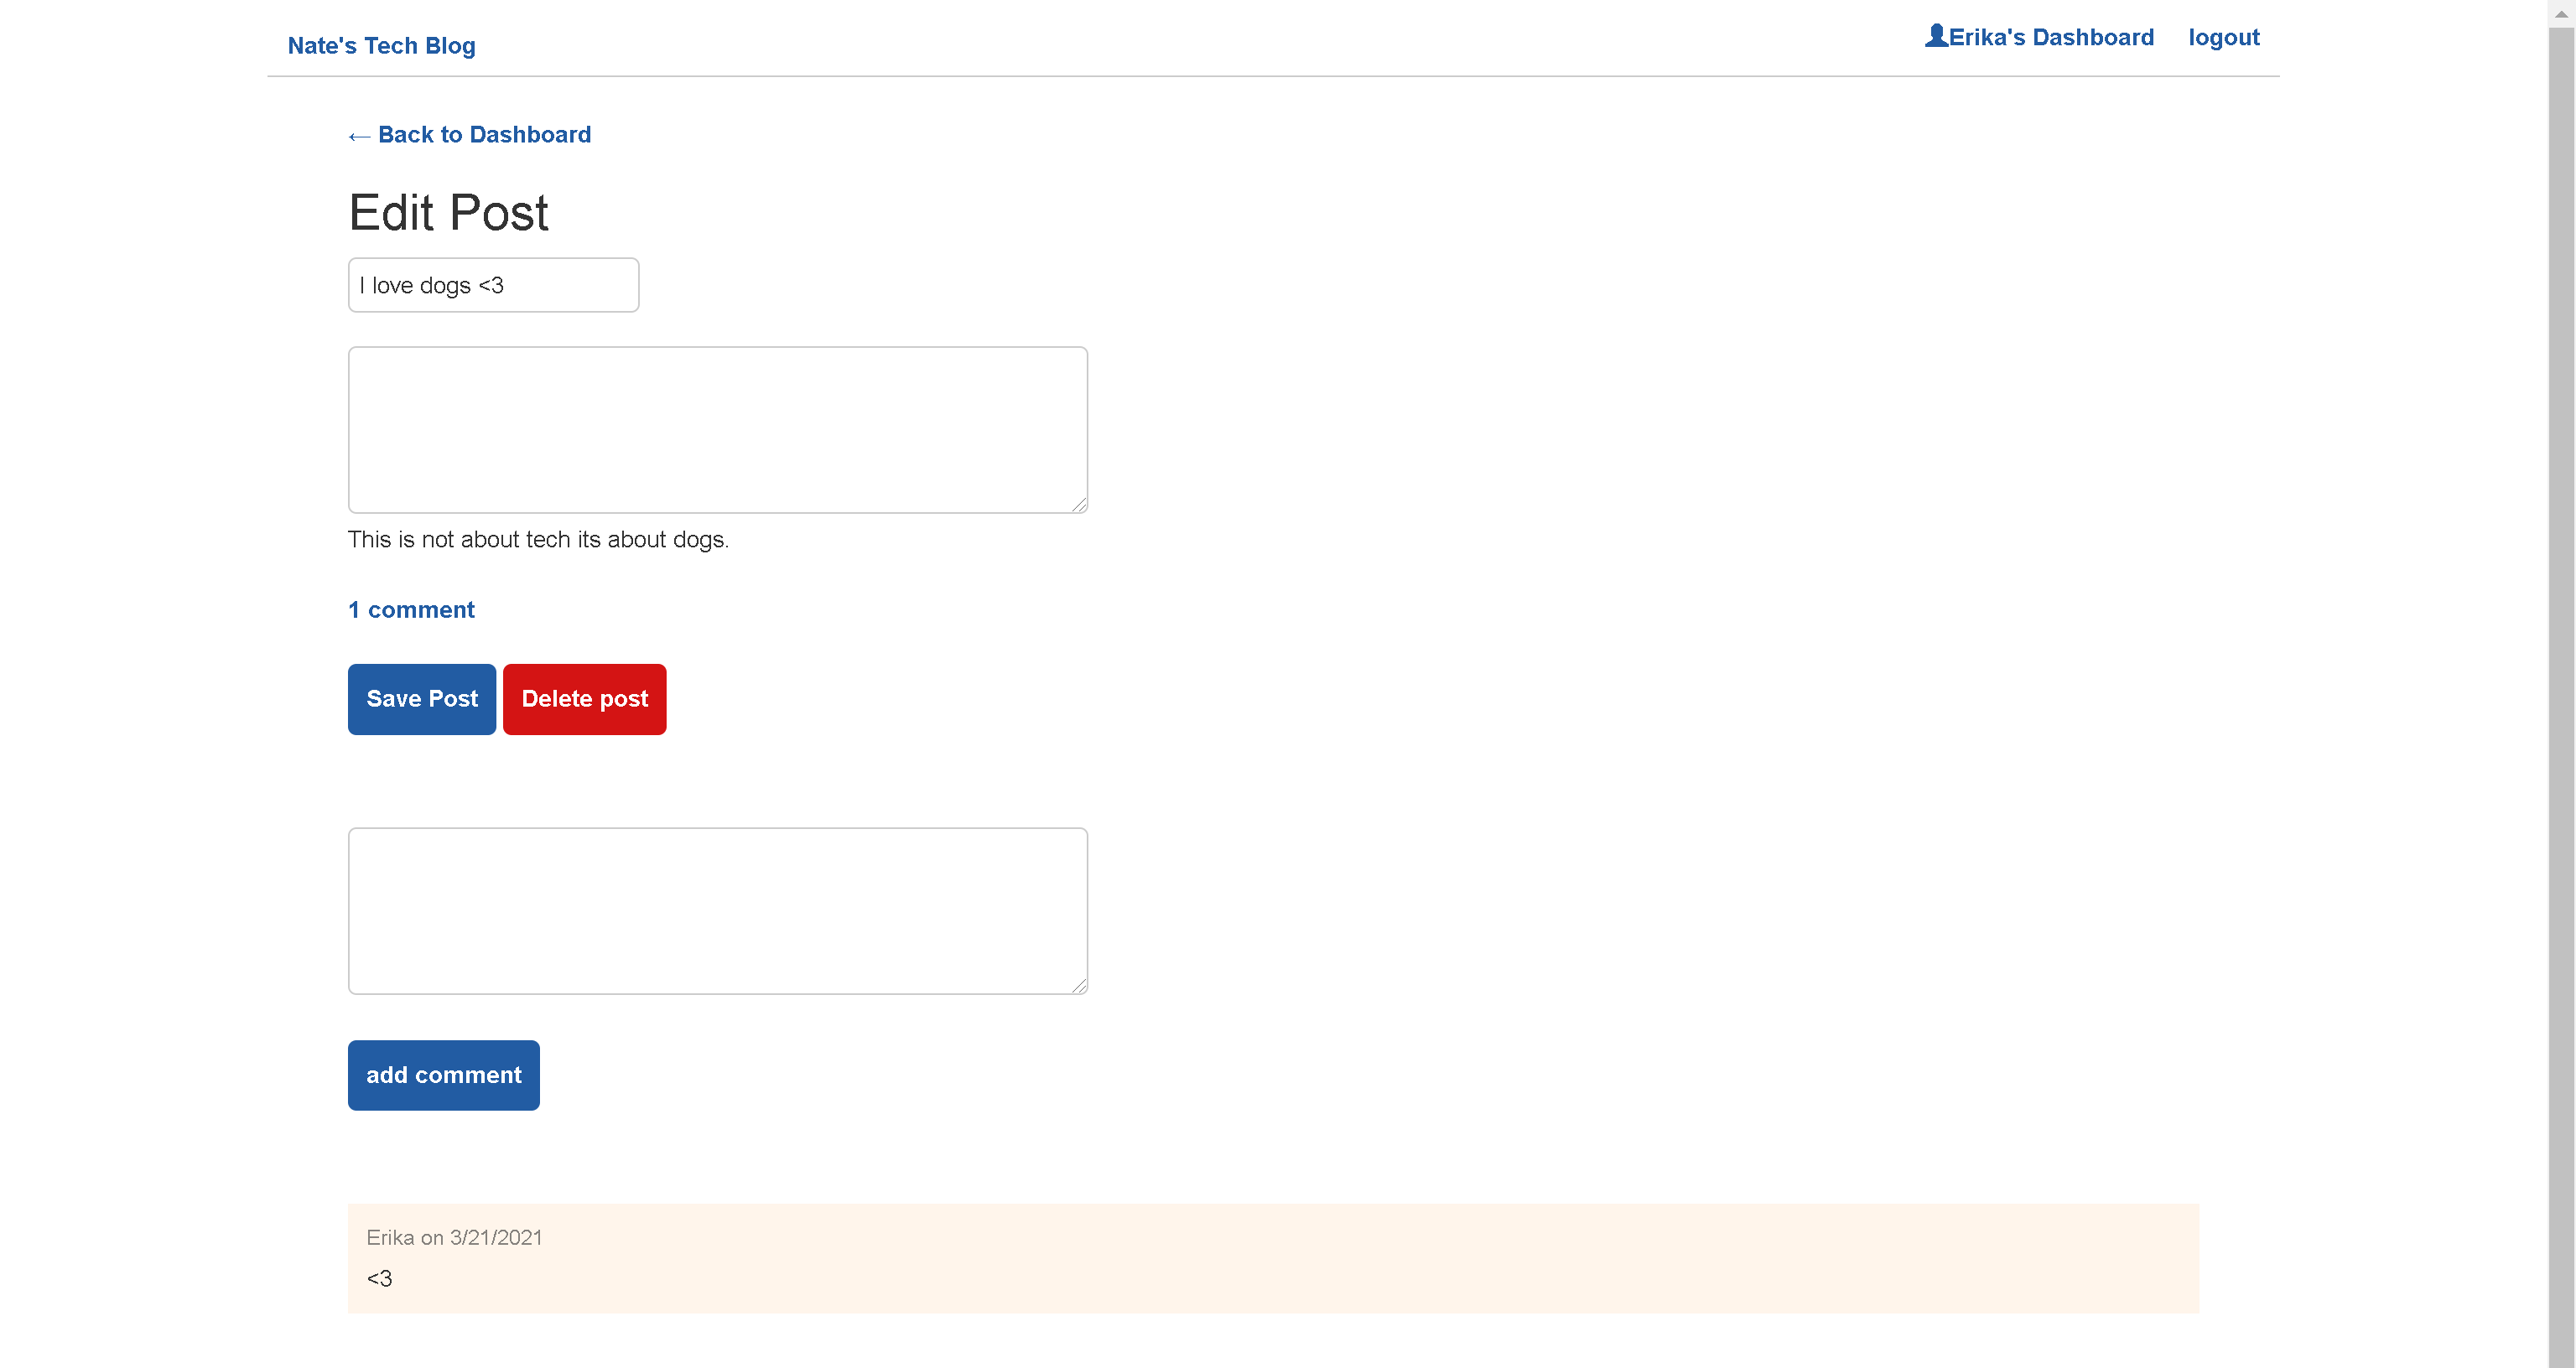 Nate's Tech Blog
Erika's Dashboard logout
← Back to Dashboard
Edit Post
I love dogs <3
This is not about tech its about dogs.
1 comment
Save Post Delete post
add comment
Erika on 3/21/2021
<3